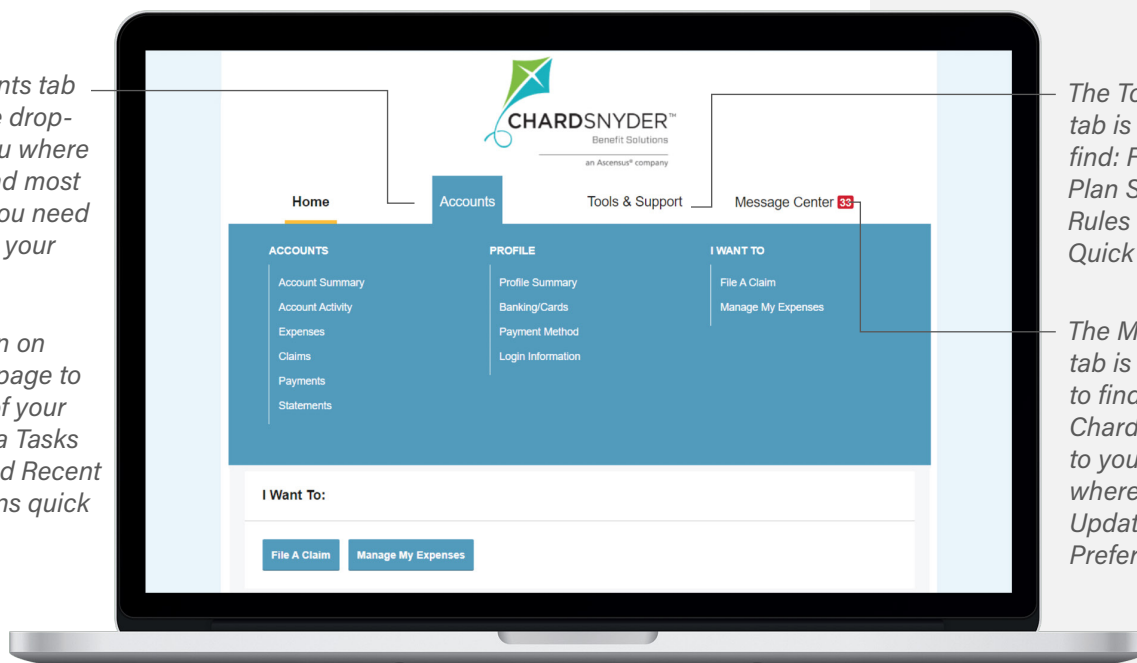 nts tab
e drop-
u where
nd most
ou need
your
n on
page to
of your
a Tasks
d Recent
ns quick
CHARDSNYDER™
Benefit Solutions
an Ascensus® company
Home Accounts Tools & Support Message Center 33
ACCOUNTS
Account Summary
Account Activity
Expenses
Claims
Payments
Statements
PROFILE
Profile Summary
Banking/Cards
Payment Method
Login Information
I WANT TO
File A Claim
Manage My Expenses
I Want To:
File A Claim Manage My Expenses
The To
tab is
find: F
Plan S
Rules
Quick
The M
tab is
to find
Chard
to you
where
Updat
Prefer